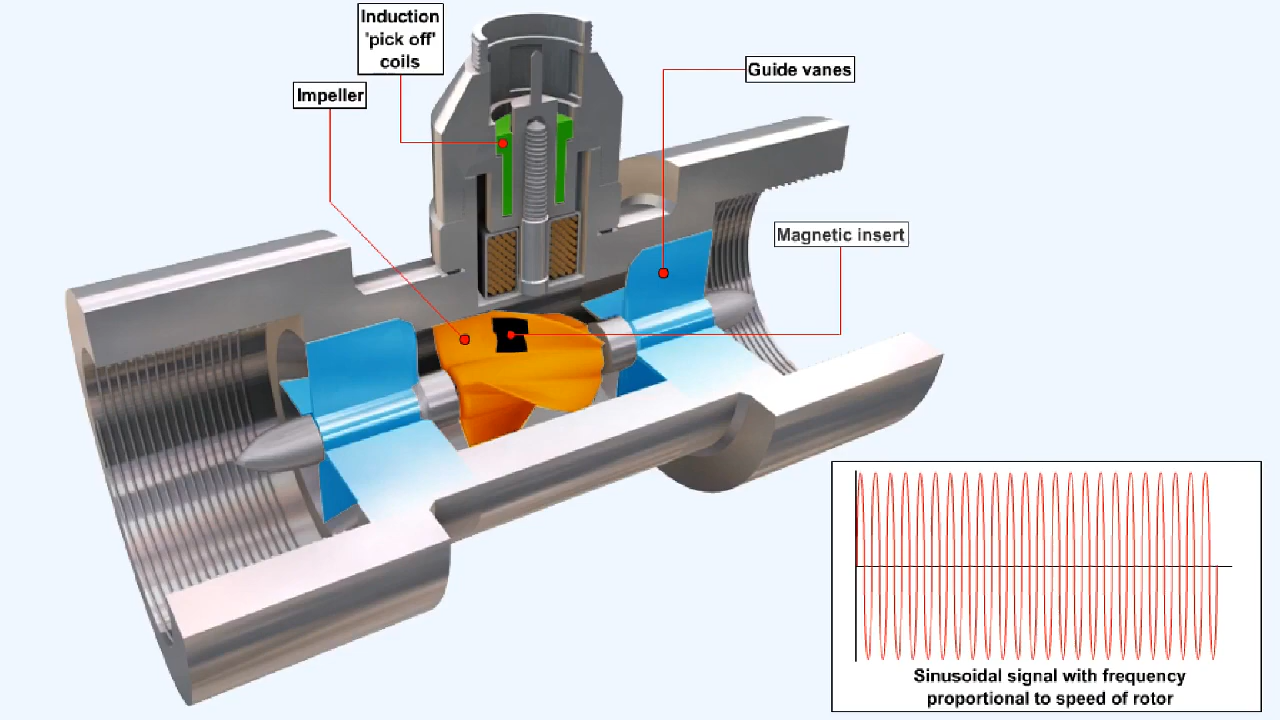 Induction
'pick off'
coils
Impeller
Guide vanes
Magnetic insert
Sinusoidal signal with frequency
proportional to speed of rotor